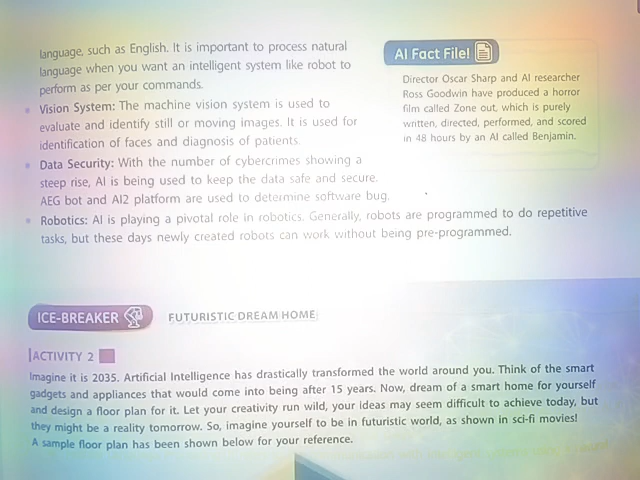 language, such as English. It is important to process natural
language when you want an intelligent system like robot to
perform as per your commands.
Vision System: The machine vision system is used to
evaluate and identify still or moving images. It is used for
identification of faces and diagnosis of patients.
Data Security: With the number of cybercrimes showing a
steep rise, AI is being used to keep the data safe and secure.
AEG bot and AI2 platform are used to determine software bug.
Robotics: AI is playing a pivotal role in robotics. Generally, robots are programmed to do repetitive
tasks, but these days newly created robots can work without being pre-programmed.
AI Fact File!
Director Oscar Sharp and AI researcher
Ross Goodwin have produced a horror
film called Zone out, which is purely
written, directed, performed, and scored
in 48 hours by an AI called Benjamin.
ICE-BREAKER FUTURISTIC DREAM HOME
ACTIVITY 2
Imagine it is 2035. Artificial Intelligence has drastically transformed the world around you. Think of the smart
gadgets and appliances that would come into being after 15 years. Now, dream of a smart home for yourself
and design a floor plan for it. Let your creativity run wild, your ideas may seem difficult to achieve today, but
they might be a reality tomorrow. So, imagine yourself to be in futuristic world, as shown in sci-fi movies!
A sample floor plan has been shown below for your reference.